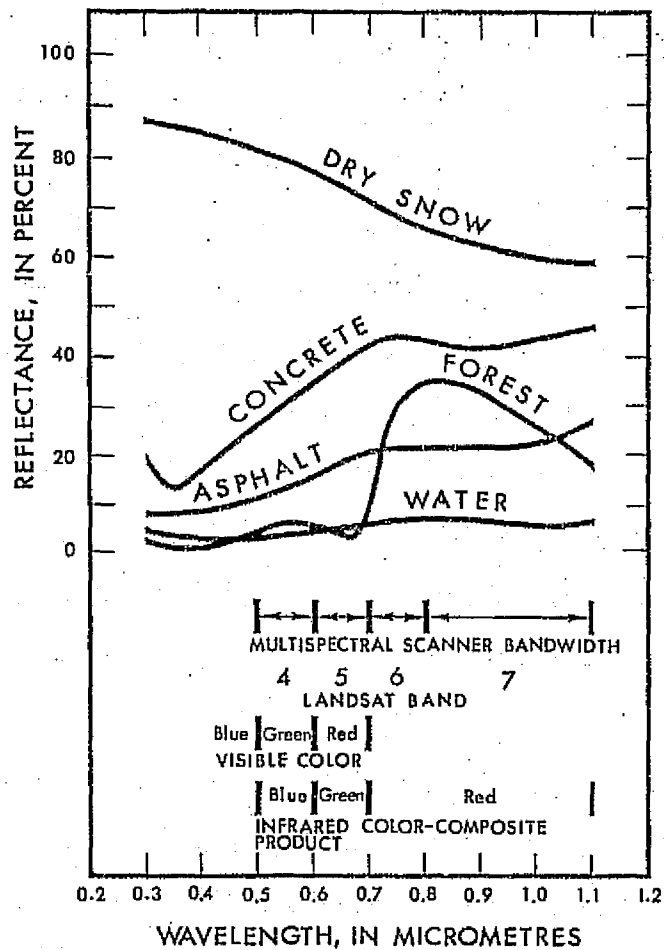 100
80
60
40
20
0
REFLECTANCE, IN PERCENT
DRY SNOW
CONCRETE
FOREST
ASPHALT
WATER
MULTISPECTRAL SCANNER BANDWIDTH
4 5 6 7
LANDSAT BAND
Blue Green Red
VISIBLE COLOR
Blue Green Red
INFRARED COLOR-COMPOSITE
PRODUCT
0.2 0.3 0.4 0.5 0.6 0.7 0.8 0.9 1.0 1.1 1.2
WAVELENGTH, IN MICROMETRES